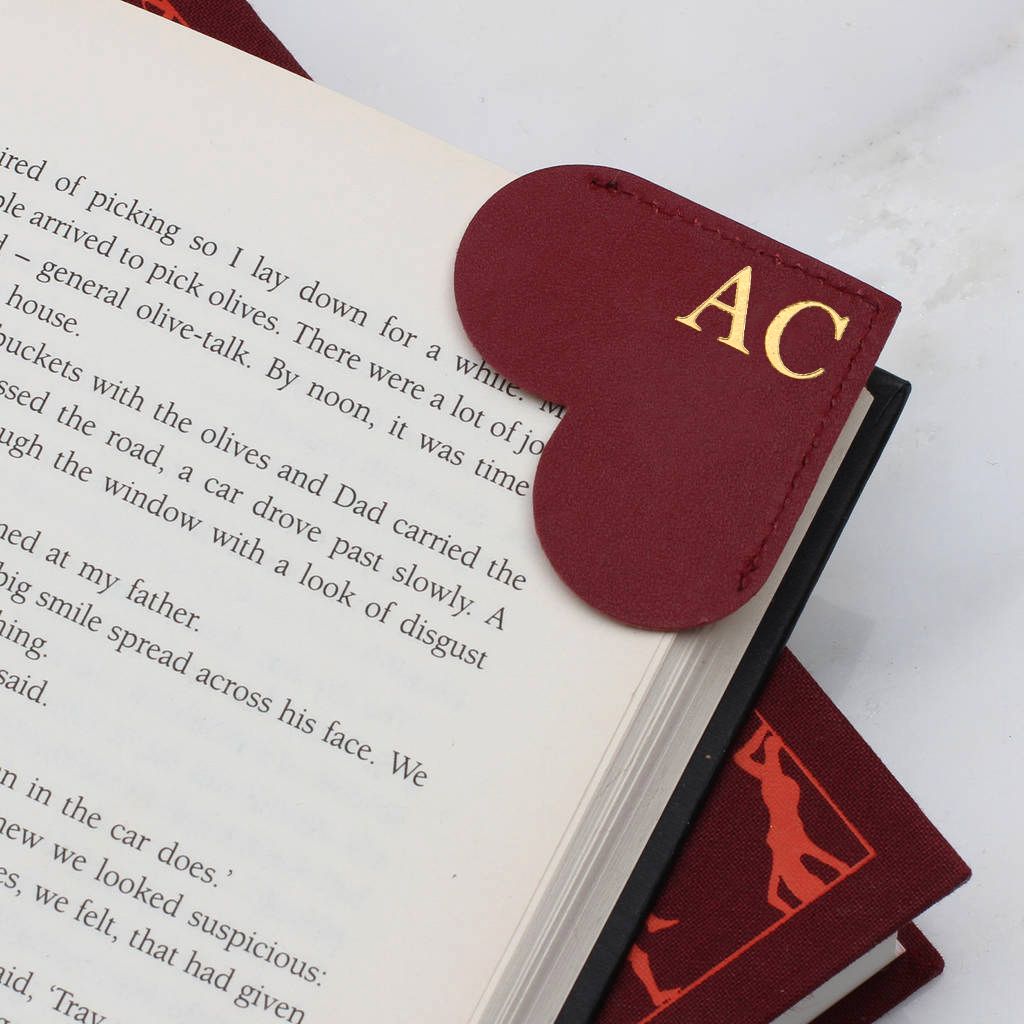 AC
ired of picking so I lay down for a while. M
ple arrived to pick olives. There were a lot of jo
– general olive-talk. By noon, it was time
house.
buckets with the olives and Dad carried the
ssed the road, a car drove past slowly. A
ugh the window with a look of disgust
ned at my father.
big smile spread across his face. We
hing.
said.
n in the car does.’
new we looked suspicious:
es, we felt, that had given
aid, ‘Tray